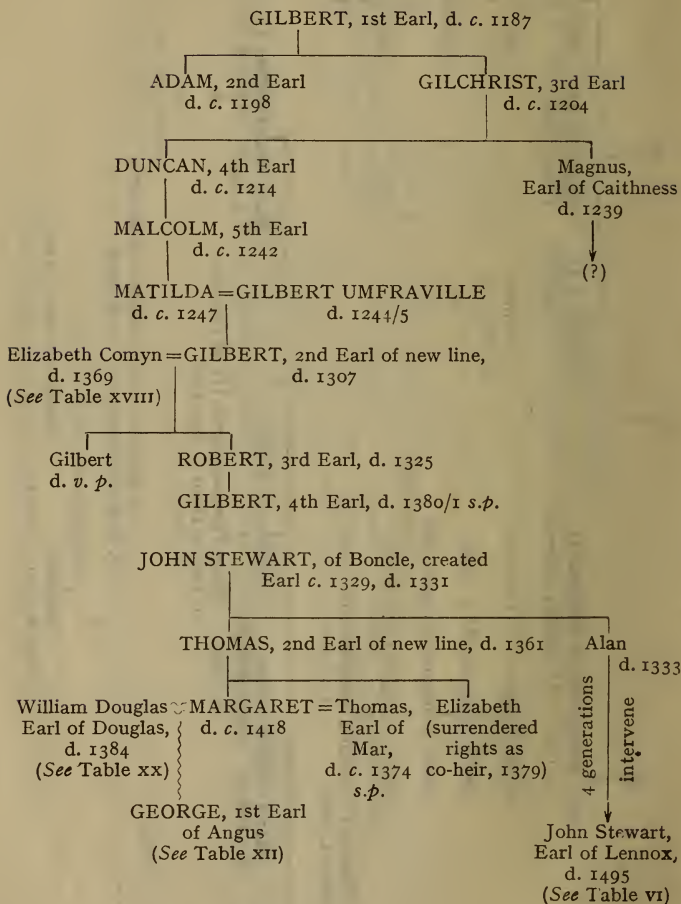 GILBERT, 1st Earl, d. c. 1187
ADAM, 2nd Earl
d. c. 1198
GILCHRIST, 3rd Earl
d. c. 1204
DUNCAN, 4th Earl
d. c. 1214
Magnus,
Earl of Caithness
d. 1239
(?)
MALCOLM, 5th Earl
d. c. 1242
MATILDA = GILBERT UMFRAVILLE
d. c. 1247
d. 1244/5
Elizabeth Comyn = GILBERT, 2nd Earl of new line,
d. 1369
d. 1307
(See Table XVIII)
Gilbert
d. v. p.
ROBERT, 3rd Earl, d. 1325
GILBERT, 4th Earl, d. 1380/1 s.p.
JOHN STEWART, of Boncle, created
Earl c. 1329, d. 1331
THOMAS, 2nd Earl of new line, d. 1361
Alan
d. 1333
William Douglas
Earl of Douglas,
d. 1384
(See Table XX)
MARGARET =
d. c. 1418
Thomas,
Earl of
Mar,
d. c. 1374
s.p.
Elizabeth
(surrendered
rights as
co-heir, 1379)
4 generations
intervene
GEORGE, 1st Earl
of Angus
(See Table XII)
John Stewart,
Earl of Lennox,
d. 1495
(See Table VI)